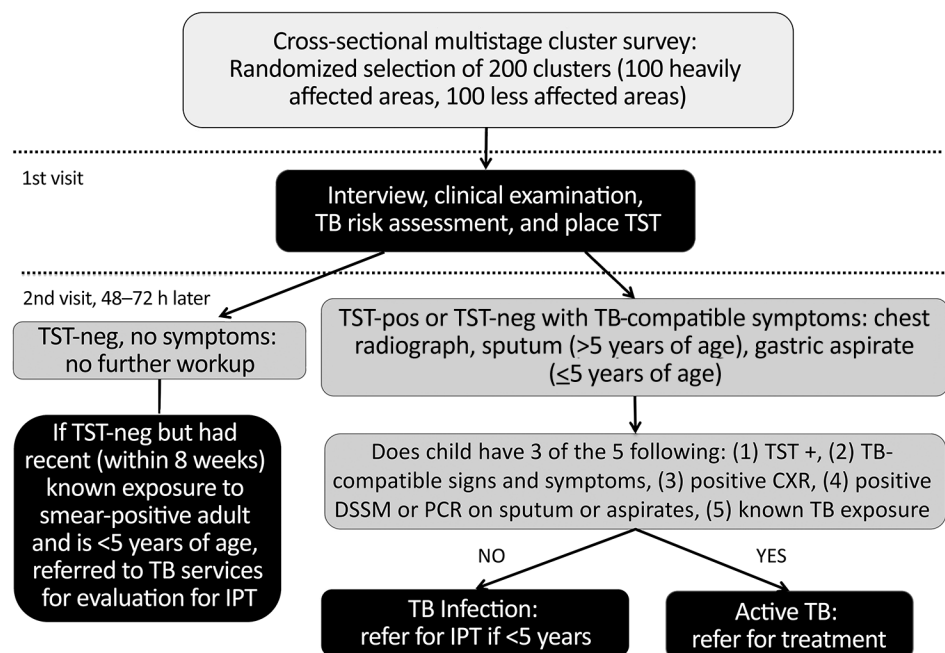 Cross-sectional multistage cluster survey:
Randomized selection of 200 clusters (100 heavily
affected areas, 100 less affected areas)
1st visit
Interview, clinical examination,
TB risk assessment, and place TST
2nd visit, 48–72 h later
TST-neg, no symptoms:
no further workup
TST-pos or TST-neg with TB-compatible symptoms: chest
radiograph, sputum (>5 years of age), gastric aspirate
(≤5 years of age)
If TST-neg but had
recent (within 8 weeks)
known exposure to
smear-positive adult
and is <5 years of age,
referred to TB services
for evaluation for IPT
Does child have 3 of the 5 following: (1) TST +, (2) TB-
compatible signs and symptoms, (3) positive CXR, (4) positive
DSSM or PCR on sputum or aspirates, (5) known TB exposure
NO
YES
TB Infection:
refer for IPT if <5 years
Active TB:
refer for treatment